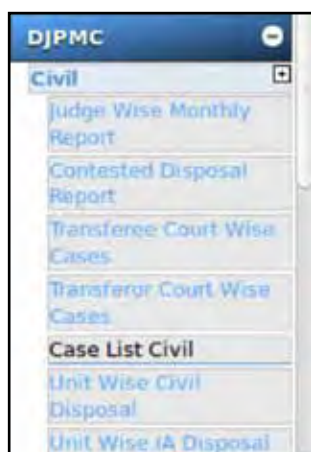 DJPMC
Civil
Judge Wise Monthly
Report
Contested Disposal
Report
Transferee Court Wise
Cases
Transferor Court Wise
Cases
Case List Civil
Unit Wise Civil
Disposal
Unit Wise IA Disposal